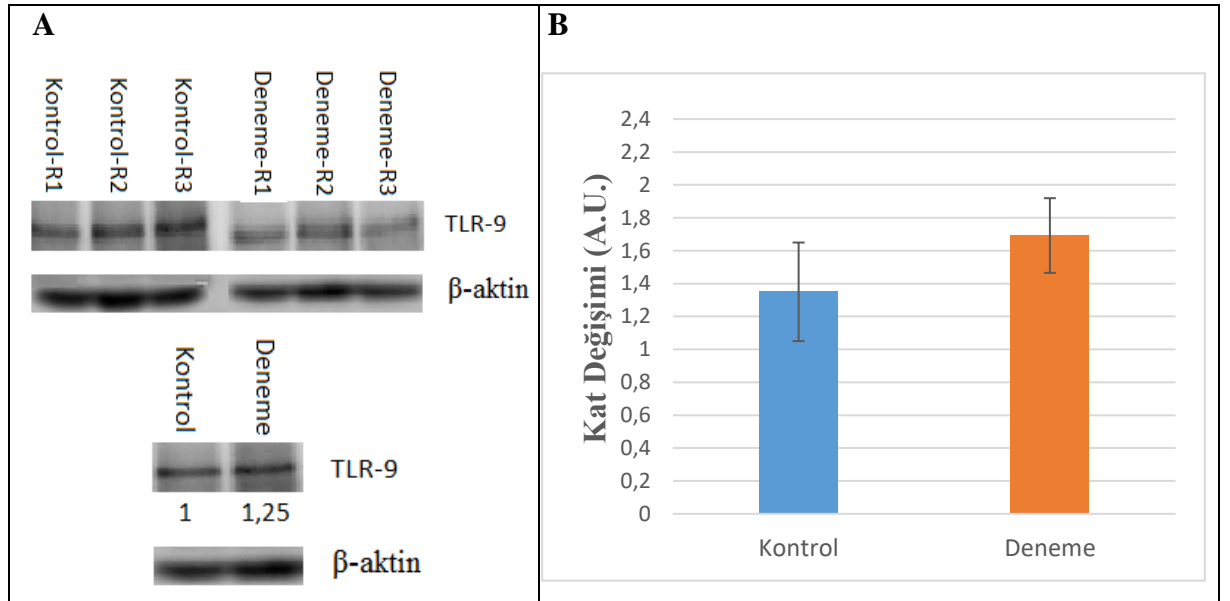 A
Kontrol-R1
Kontrol-R2
Kontrol-R3
Deneme-R1
Deneme-R2
Deneme-R3
TLR-9
β-aktin
Kontrol
Deneme
TLR-9
1 1,25
β-aktin
B
Kat Değişimi (A.U.)
2,4
2,2
2
1,8
1,6
1,4
1,2
1
0,8
0,6
0,4
0,2
0
Kontrol Deneme